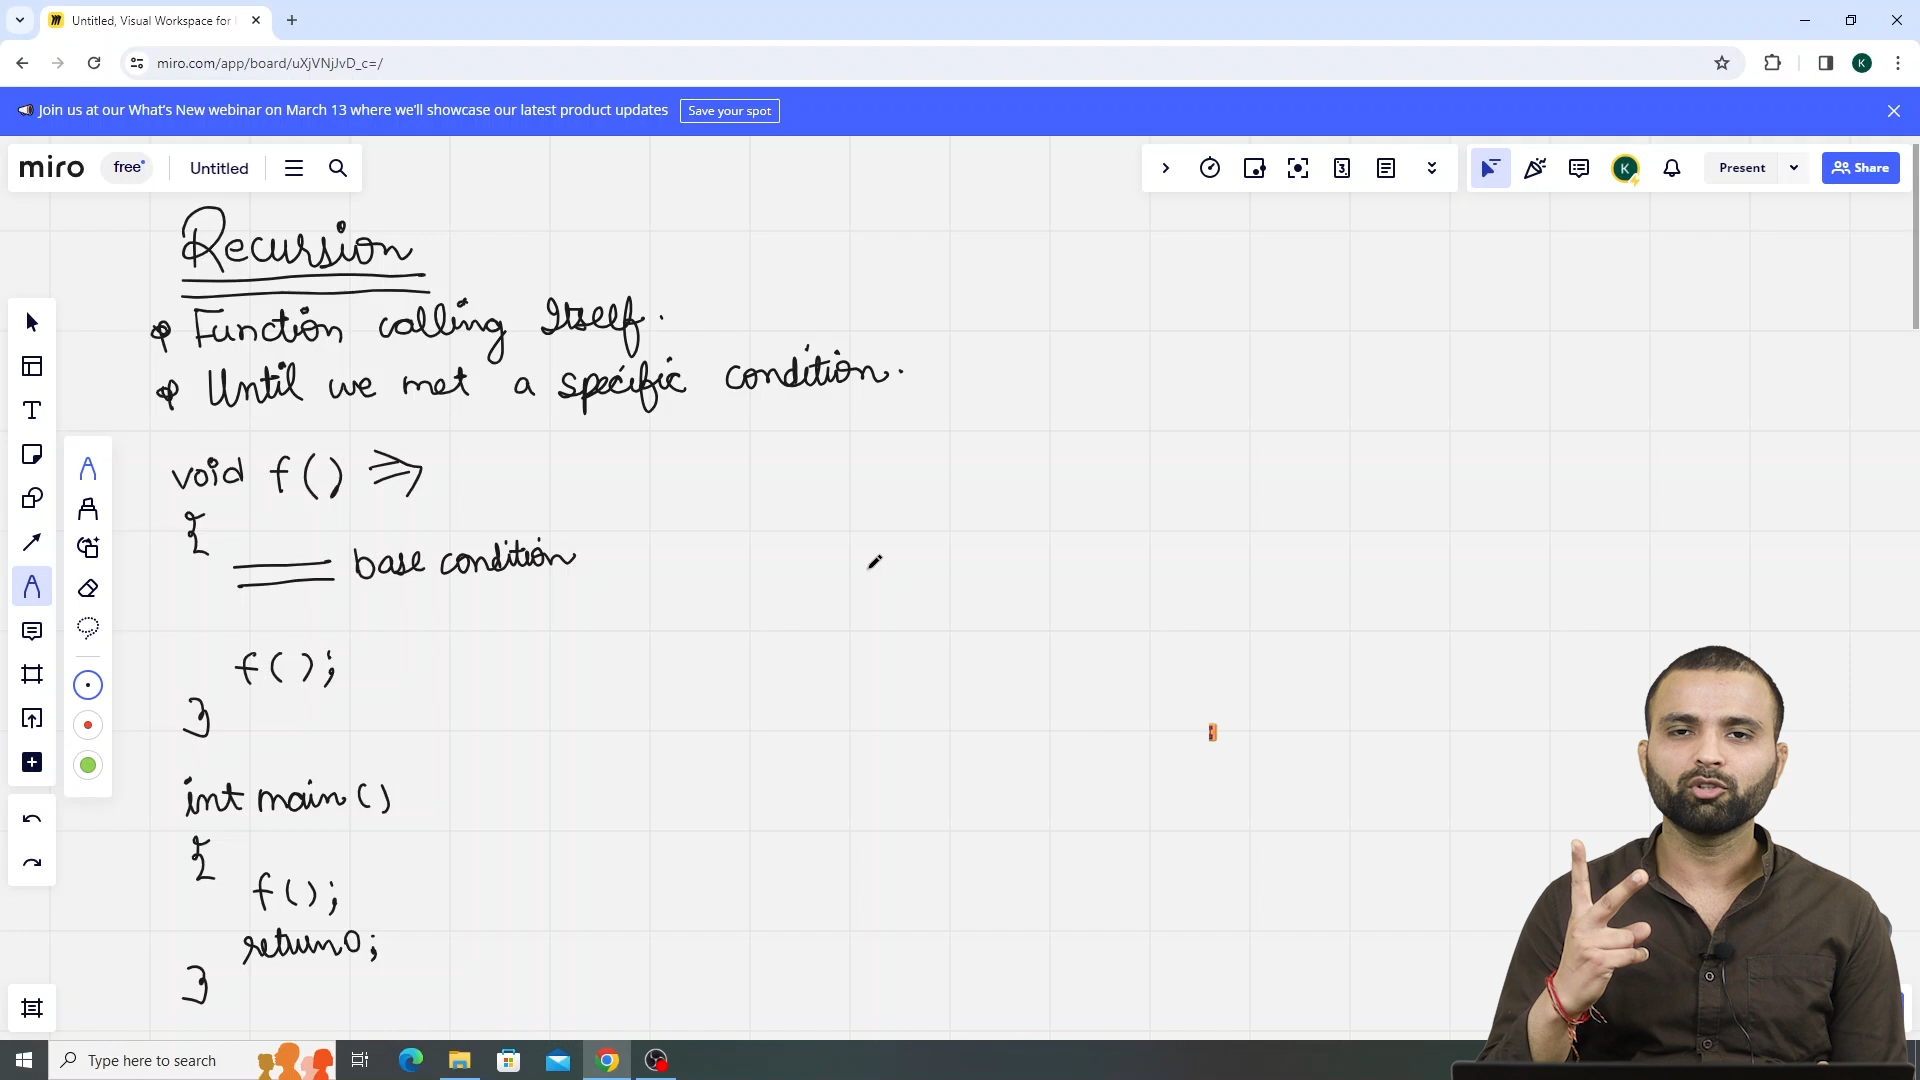 Untitled, Visual Workspace for
miro.com/app/board/uXjVNjJvD_c=/
K
Join us at our What's New webinar on March 13 where we'll showcase our latest product updates
Save your spot
miro
free
Untitled
3
K
Present
Share
Recursion
Function calling Itself.
Until we met a specific condition.
void f()
{
base condition
f();
}
int main()
{
f();
return 0;
}
Type here to search